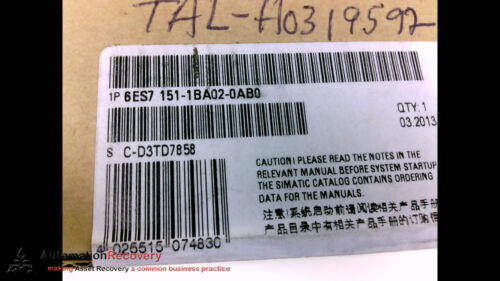 TAL-A0319592
1P 6ES7 151-1BA02-0AB0
QTY: 1
03.2013
S C-D3TD7858
CAUTION! PLEASE READ THE NOTES IN THE
RELEVANT MANUAL BEFORE SYSTEM STARTUP
THE SIMATIC CATALOG CONTAINS ORDERING
DATA FOR THE MANUALS.
注意!系统启动前请阅读相关产品手册
产品目录中有相关产品手册的订购信
4 025515 074830
AutomationRecovery
making Asset Recovery a common business practice